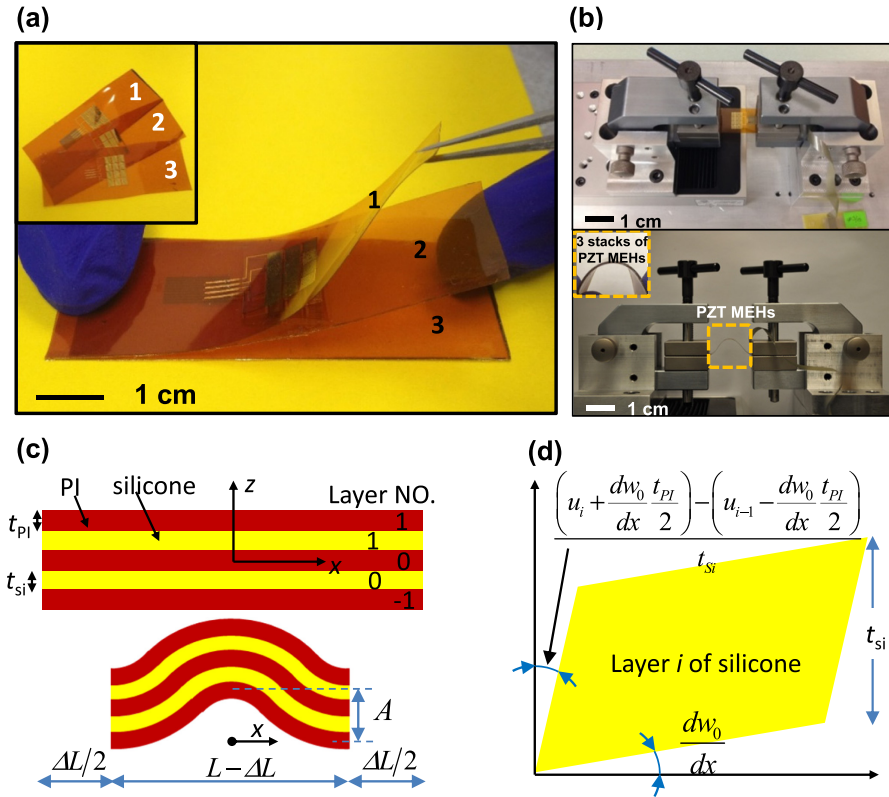 (a)
1
2
3
1
2
3
1 cm
(b)
1 cm
3 stacks of
PZT MEHs
PZT MEHs
1 cm
(c)
PI
silicone
z
Layer NO.
t_PI
1
1
x
0
t_si
0
-1
A
x
ΔL/2
L−ΔL
ΔL/2
(d)
(u_i + dw_0/dx t_PI/2) − (u_{i−1} − dw_0/dx t_PI/2)
t_Si
t_si
Layer i of silicone
dw_0/dx